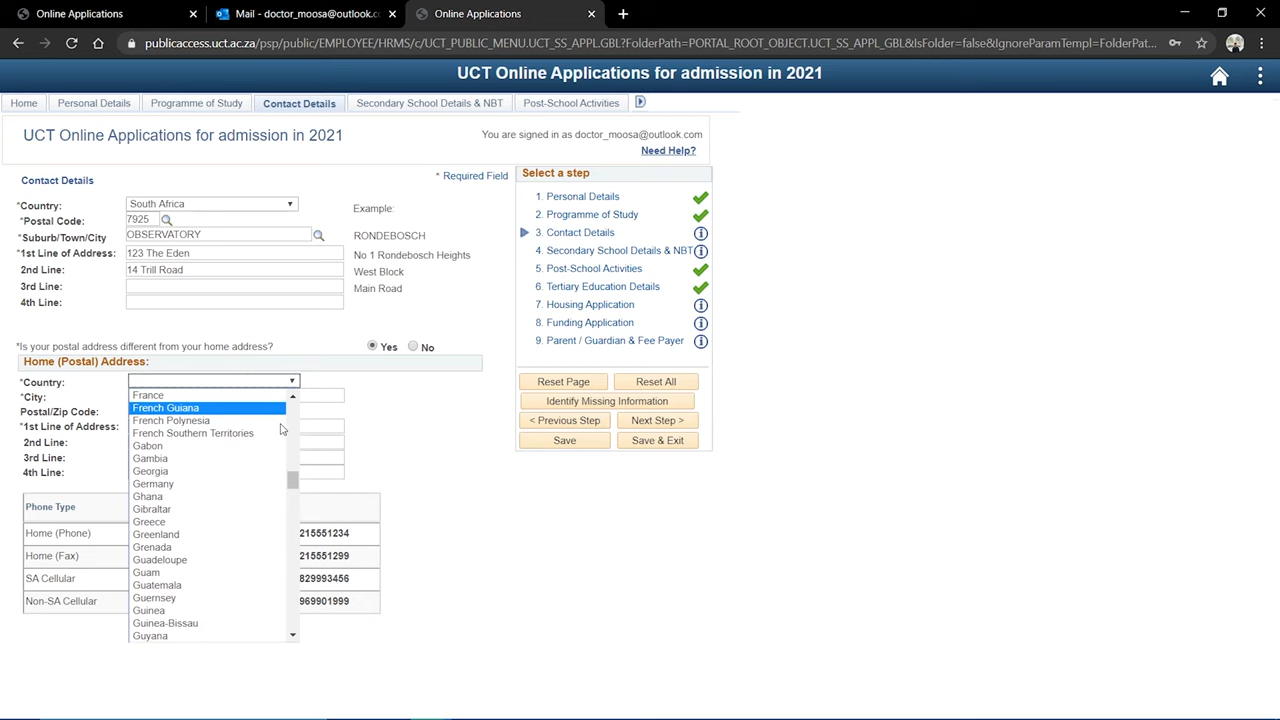 Online Applications
Mail - doctor_moosa@outlook.c
Online Applications
publicaccess.uct.ac.za/psp/public/EMPLOYEE/HRMS/c/UCT_PUBLIC_MENU.UCT_SS_APPL.GBL?FolderPath=PORTAL_ROOT_OBJECT.UCT_SS_APPL_GBL&IsFolder=false&IgnoreParamTempl=FolderPat...
UCT Online Applications for admission in 2021
Home Personal Details Programme of Study Contact Details Secondary School Details & NBT Post-School Activities
UCT Online Applications for admission in 2021
You are signed in as doctor_moosa@outlook.com
Need Help?
Contact Details
* Required Field
*Country: South Africa Example:
*Postal Code: 7925
*Suburb/Town/City OBSERVATORY RONDEBOSCH
*1st Line of Address: 123 The Eden No 1 Rondebosch Heights
2nd Line: 14 Trill Road West Block
3rd Line: Main Road
4th Line:
*Is your postal address different from your home address? Yes No
Home (Postal) Address:
*Country:
*City:
Postal/Zip Code:
*1st Line of Address:
2nd Line:
3rd Line:
4th Line:
France
French Guiana
French Polynesia
French Southern Territories
Gabon
Gambia
Georgia
Germany
Ghana
Gibraltar
Greece
Greenland
Grenada
Guadeloupe
Guam
Guatemala
Guernsey
Guinea
Guinea-Bissau
Guyana
Phone Type
Home (Phone) 215551234
Home (Fax) 215551299
SA Cellular 829993456
Non-SA Cellular 969901999
Select a step
1. Personal Details
2. Programme of Study
3. Contact Details
4. Secondary School Details & NBT
5. Post-School Activities
6. Tertiary Education Details
7. Housing Application
8. Funding Application
9. Parent / Guardian & Fee Payer
Reset Page Reset All
Identify Missing Information
< Previous Step Next Step >
Save Save & Exit